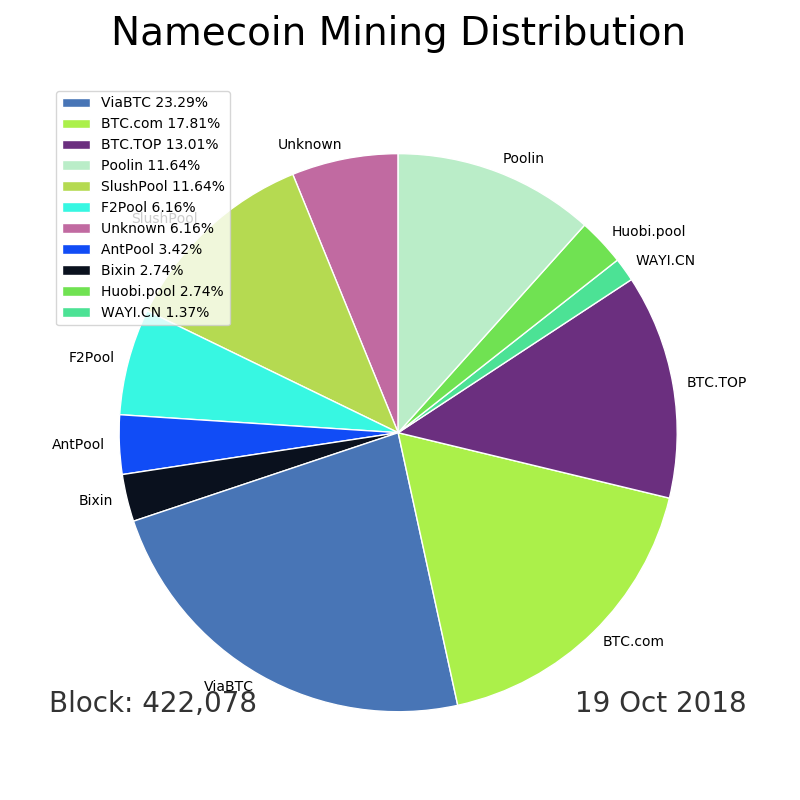 Namecoin Mining Distribution
ViaBTC 23.29%
BTC.com 17.81%
BTC.TOP 13.01%
Poolin 11.64%
SlushPool 11.64%
F2Pool 6.16%
Unknown 6.16%
AntPool 3.42%
Bixin 2.74%
Huobi.pool 2.74%
WAYI.CN 1.37%
Unknown
Poolin
SlushPool
Huobi.pool
WAYI.CN
F2Pool
BTC.TOP
AntPool
Bixin
BTC.com
ViaBTC
Block: 422,078
19 Oct 2018